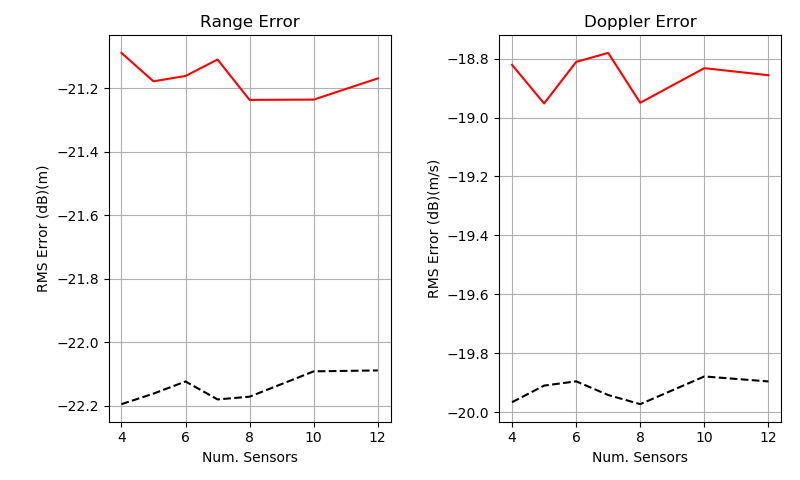 Range Error
RMS Error (dB)(m)
−21.2
−21.4
−21.6
−21.8
−22.0
−22.2
4 6 8 10 12
Num. Sensors
Doppler Error
RMS Error (dB)(m/s)
−18.8
−19.0
−19.2
−19.4
−19.6
−19.8
−20.0
4 6 8 10 12
Num. Sensors